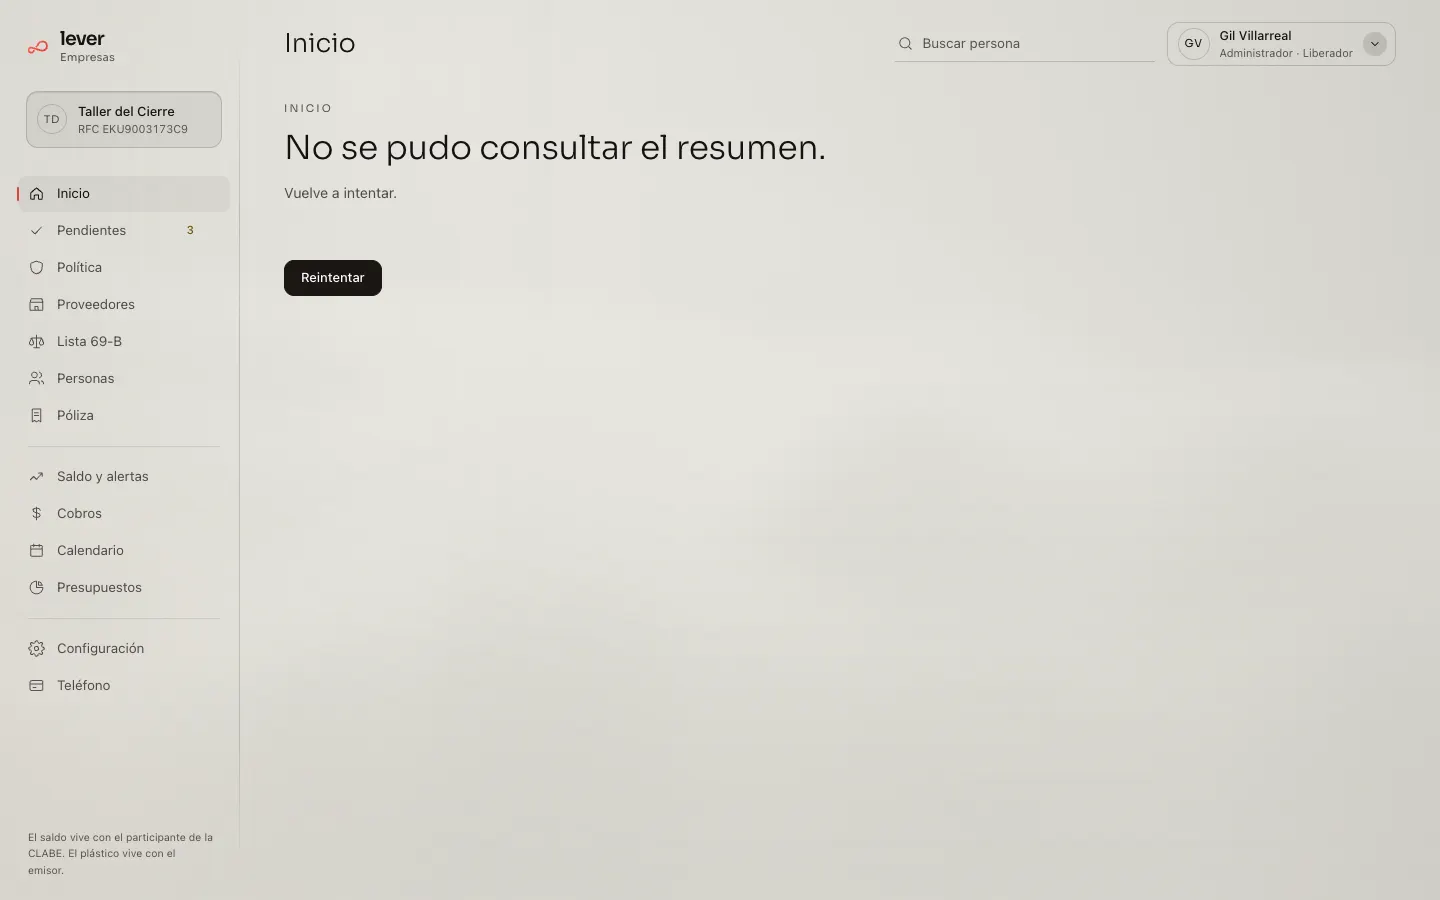 lever
Empresas
TD
Taller del Cierre
RFC EKU9003173C9
Inicio
Pendientes 3
Política
Proveedores
Lista 69-B
Personas
Póliza
Saldo y alertas
Cobros
Calendario
Presupuestos
Configuración
Teléfono
El saldo vive con el participante de la
CLABE. El plástico vive con el
emisor.
Inicio
Buscar persona
GV
Gil Villarreal
Administrador · Liberador
INICIO
No se pudo consultar el resumen.
Vuelve a intentar.
Reintentar